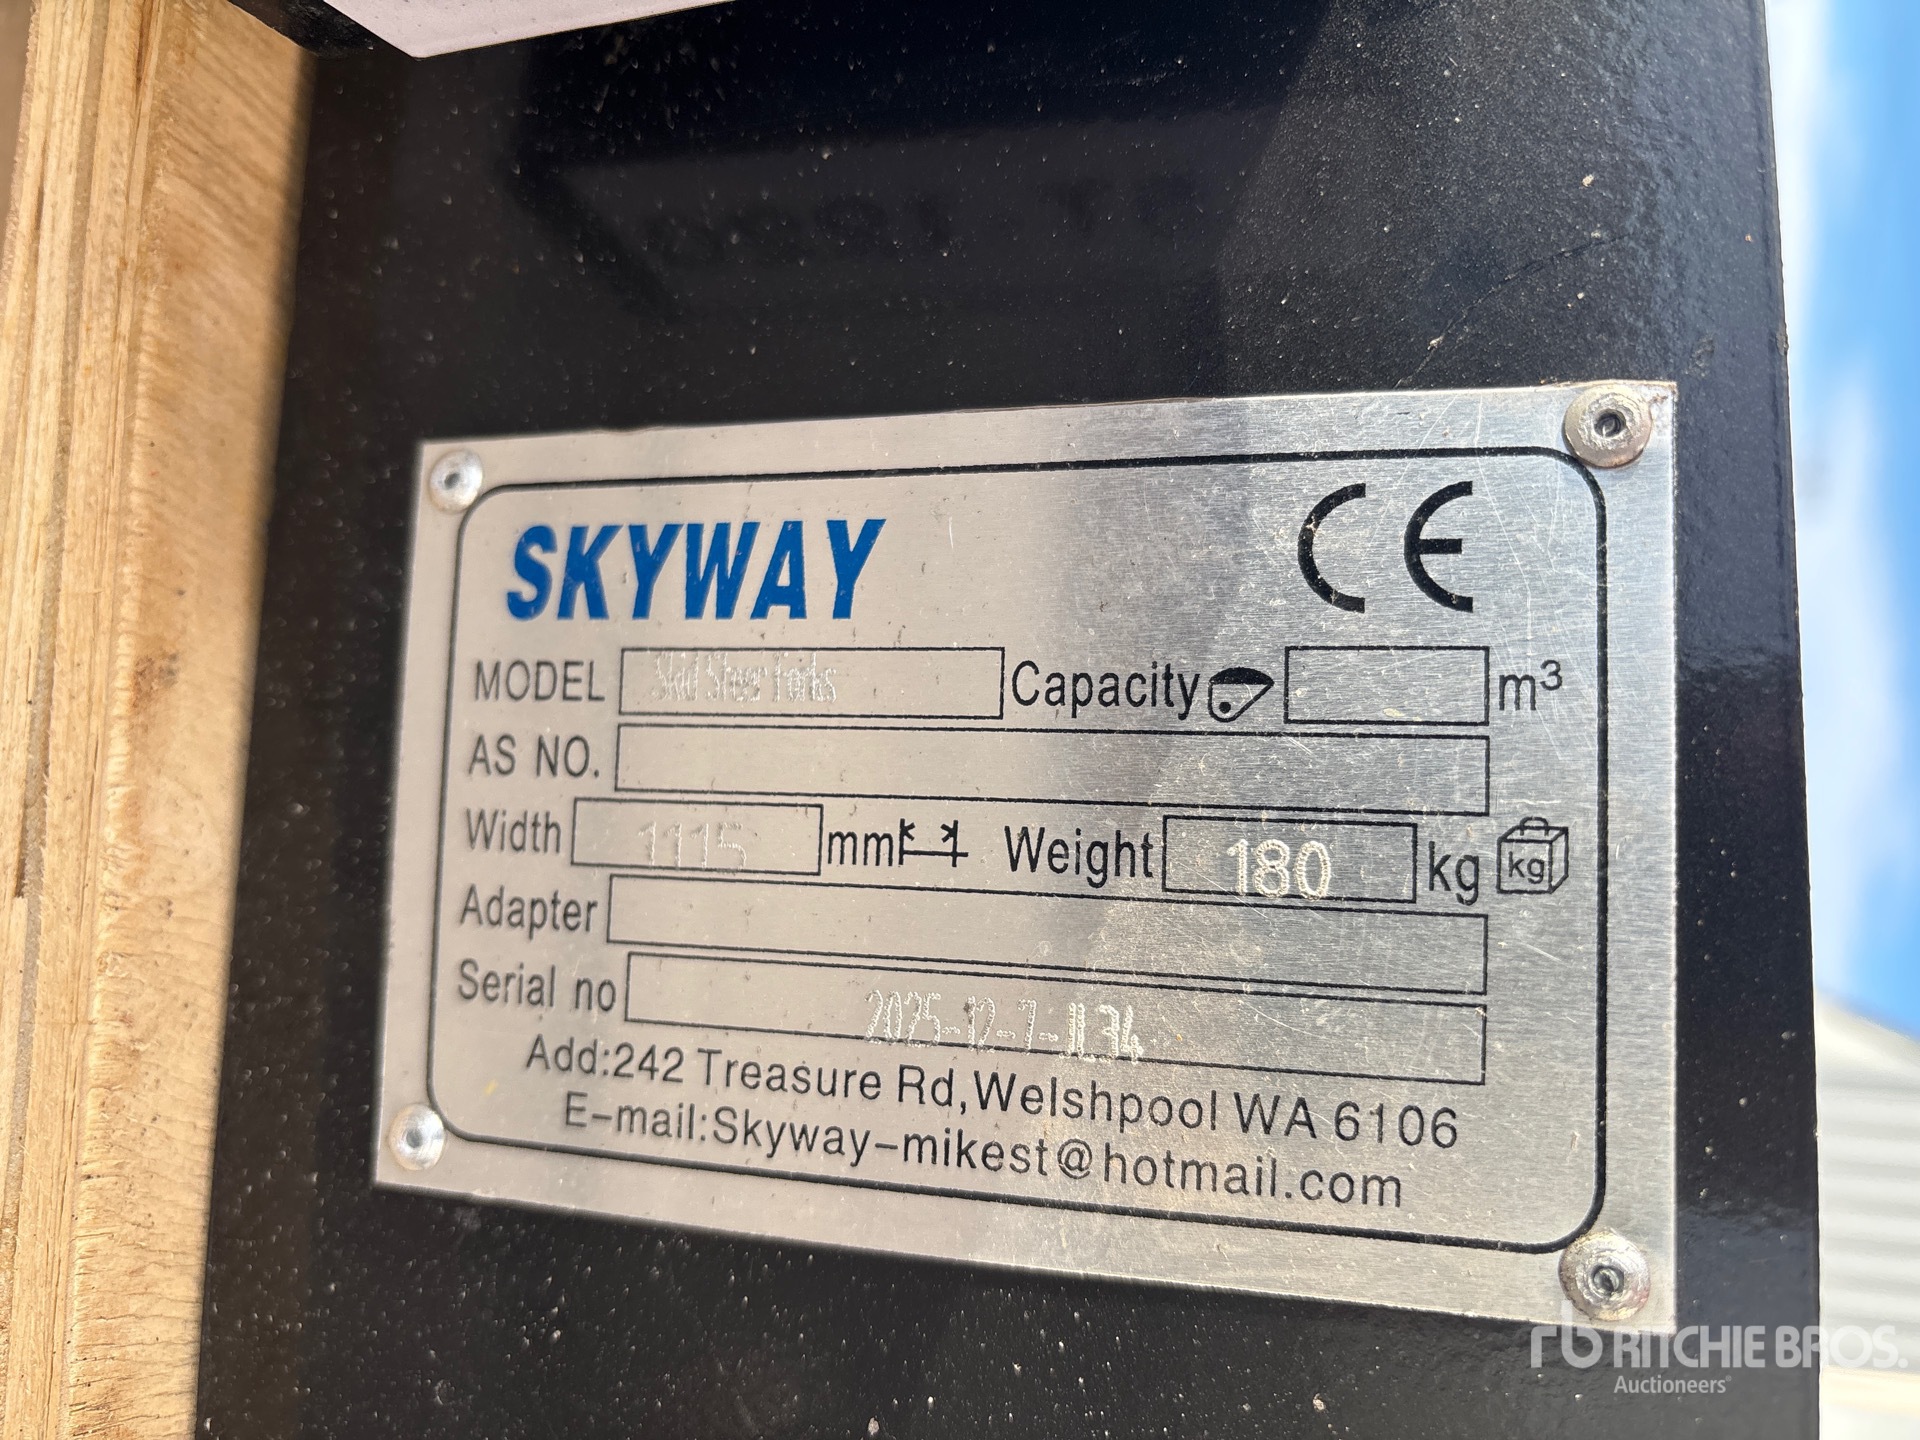 SKYWAY CE
MODEL Skid Steer Forks Capacity m³
AS NO.
Width 1115 mm Weight 180 kg kg
Adapter
Serial no 2025-12-7-JL34
Add:242 Treasure Rd,Welshpool WA 6106
E-mail:Skyway-mikest@hotmail.com
rb RITCHIE BROS.
Auctioneers